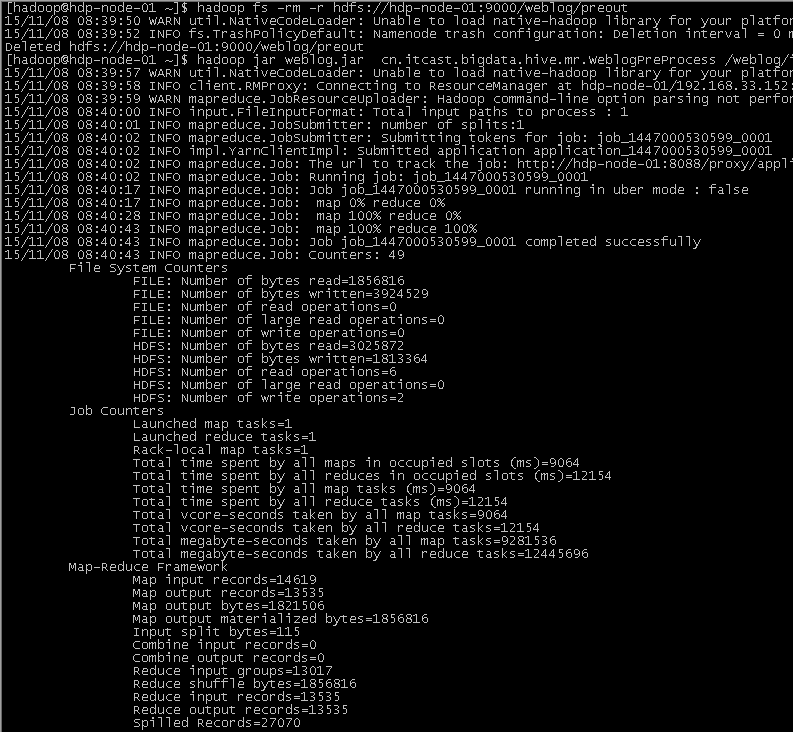 [hadoop@hdp-node-01 ~]$ hadoop fs -rm -r hdfs://hdp-node-01:9000/weblog/preout
15/11/08 08:39:50 WARN util.NativeCodeLoader: Unable to load native-hadoop library for your platfor
15/11/08 08:39:52 INFO fs.TrashPolicyDefault: Namenode trash configuration: Deletion interval = 0 m
Deleted hdfs://hdp-node-01:9000/weblog/preout
[hadoop@hdp-node-01 ~]$ hadoop jar weblog.jar  cn.itcast.bigdata.hive.mr.WeblogPreProcess /weblog/
15/11/08 08:39:57 WARN util.NativeCodeLoader: Unable to load native-hadoop library for your platfor
15/11/08 08:39:58 INFO client.RMProxy: Connecting to ResourceManager at hdp-node-01/192.168.33.152:
15/11/08 08:39:59 WARN mapreduce.JobResourceUploader: Hadoop command-line option parsing not perfor
15/11/08 08:40:00 INFO input.FileInputFormat: Total input paths to process : 1
15/11/08 08:40:01 INFO mapreduce.JobSubmitter: number of splits:1
15/11/08 08:40:02 INFO mapreduce.JobSubmitter: Submitting tokens for job: job_1447000530599_0001
15/11/08 08:40:02 INFO impl.YarnClientImpl: Submitted application application_1447000530599_0001
15/11/08 08:40:02 INFO mapreduce.Job: The url to track the job: http://hdp-node-01:8088/proxy/appli
15/11/08 08:40:02 INFO mapreduce.Job: Running job: job_1447000530599_0001
15/11/08 08:40:17 INFO mapreduce.Job: Job job_1447000530599_0001 running in uber mode : false
15/11/08 08:40:17 INFO mapreduce.Job:  map 0% reduce 0%
15/11/08 08:40:28 INFO mapreduce.Job:  map 100% reduce 0%
15/11/08 08:40:43 INFO mapreduce.Job:  map 100% reduce 100%
15/11/08 08:40:43 INFO mapreduce.Job: Job job_1447000530599_0001 completed successfully
15/11/08 08:40:43 INFO mapreduce.Job: Counters: 49
File System Counters
FILE: Number of bytes read=1856816
FILE: Number of bytes written=3924529
FILE: Number of read operations=0
FILE: Number of large read operations=0
FILE: Number of write operations=0
HDFS: Number of bytes read=3025872
HDFS: Number of bytes written=1813364
HDFS: Number of read operations=6
HDFS: Number of large read operations=0
HDFS: Number of write operations=2
Job Counters
Launched map tasks=1
Launched reduce tasks=1
Rack-local map tasks=1
Total time spent by all maps in occupied slots (ms)=9064
Total time spent by all reduces in occupied slots (ms)=12154
Total time spent by all map tasks (ms)=9064
Total time spent by all reduce tasks (ms)=12154
Total vcore-seconds taken by all map tasks=9064
Total vcore-seconds taken by all reduce tasks=12154
Total megabyte-seconds taken by all map tasks=9281536
Total megabyte-seconds taken by all reduce tasks=12445696
Map-Reduce Framework
Map input records=14619
Map output records=13535
Map output bytes=1821506
Map output materialized bytes=1856816
Input split bytes=115
Combine input records=0
Combine output records=0
Reduce input groups=13017
Reduce shuffle bytes=1856816
Reduce input records=13535
Reduce output records=13535
Spilled Records=27070